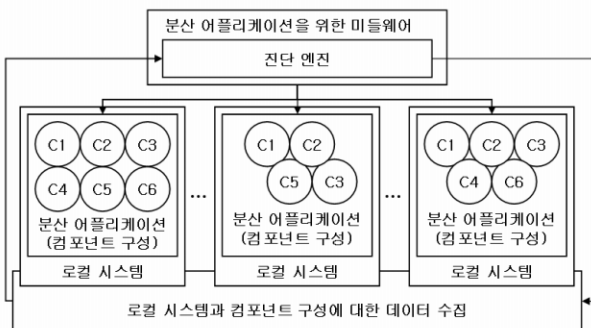 분산 어플리케이션을 위한 미들웨어
진단 엔진
C1 C2 C3
C4 C5 C6
분산 어플리케이션
(컴포넌트 구성)
로컬 시스템
...
C1 C2
C5 C3
분산 어플리케이션
(컴포넌트 구성)
로컬 시스템
...
C1 C2 C3
C4 C6
분산 어플리케이션
(컴포넌트 구성)
로컬 시스템
로컬 시스템과 컴포넌트 구성에 대한 데이터 수집